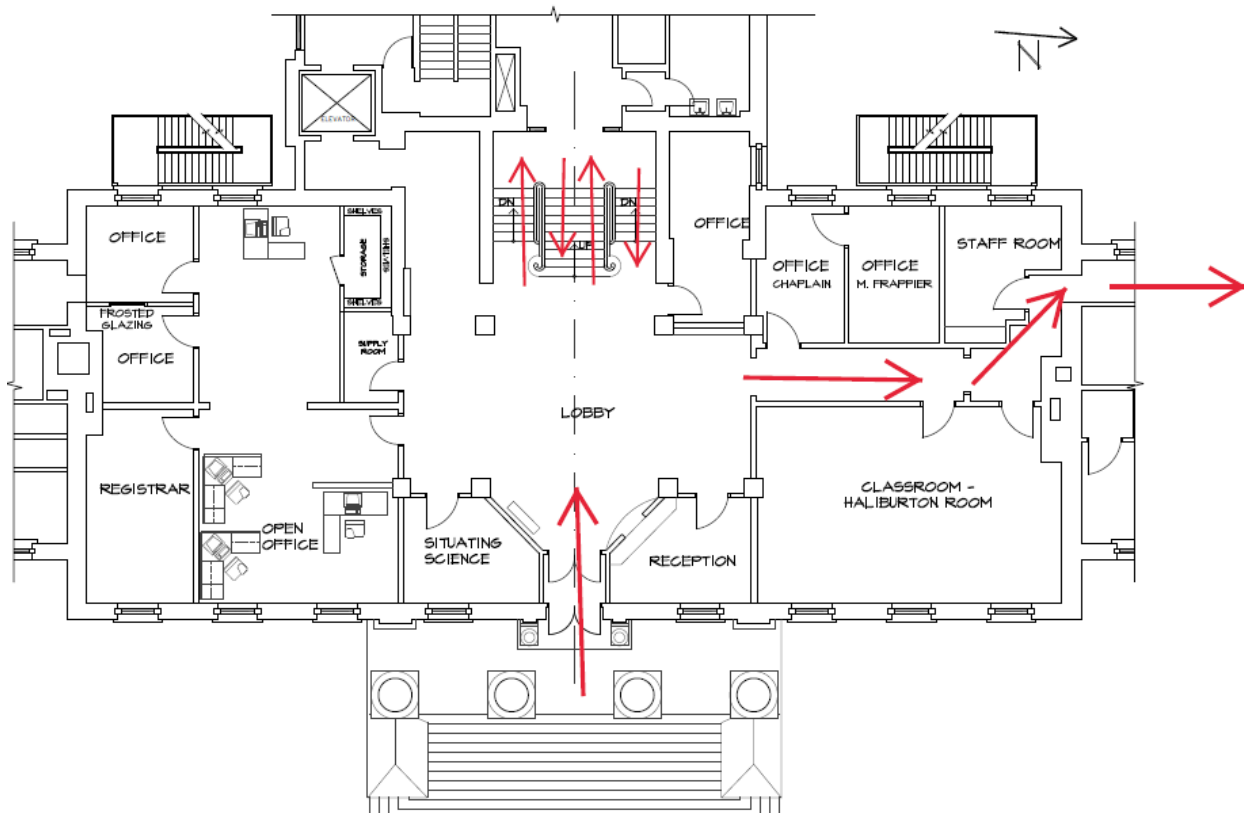 N
ELEVATOR
DN
DN
UP
OFFICE
SHELVES
STORAGE
SHELVES
SHELVES
OFFICE
STAFF ROOM
OFFICE
CHAPLAIN
OFFICE
M. FRAPPIER
FROSTED
GLAZING
OFFICE
SUPPLY
ROOM
LOBBY
REGISTRAR
CLASSROOM -
HALIBURTON ROOM
OPEN
OFFICE
SITUATING
SCIENCE
RECEPTION